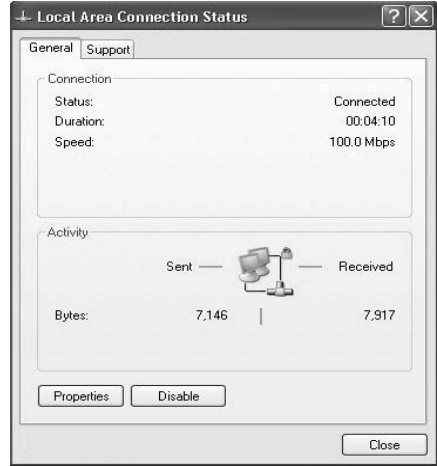 Local Area Connection Status
General Support
Connection
Status: Connected
Duration: 00:04:10
Speed: 100.0 Mbps
Activity
Sent Received
Bytes: 7,146 7,917
Properties Disable
Close